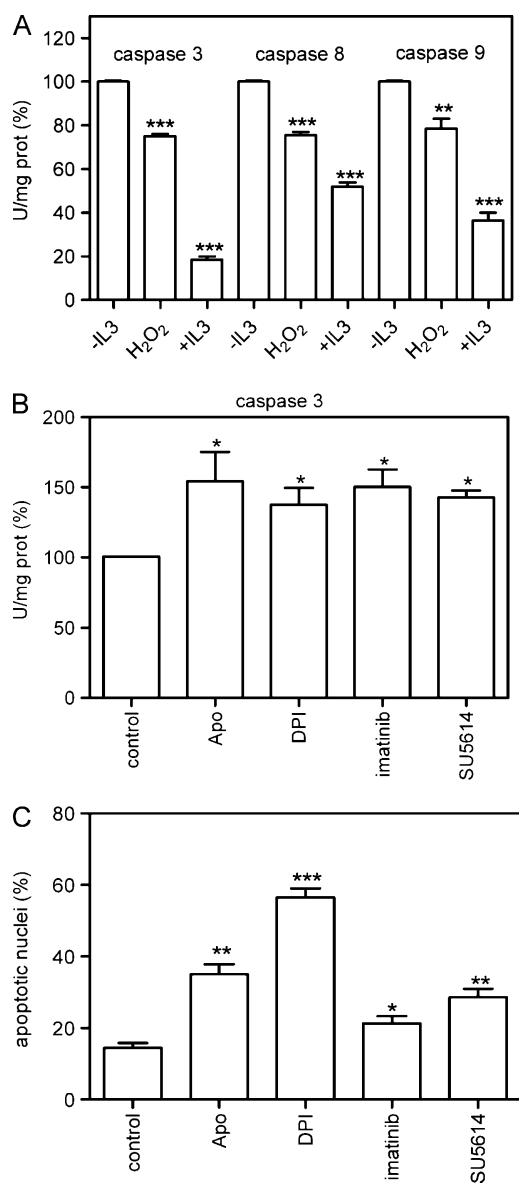 A
120
100
80
60
40
20
0
U/mg prot (%)
caspase 3 caspase 8 caspase 9
*** *** *** *** ** ***
-IL3 H₂O₂ +IL3 -IL3 H₂O₂ +IL3 -IL3 H₂O₂ +IL3
B
caspase 3
200
150
100
50
0
U/mg prot (%)
* * * *
control Apo DPI imatinib SU5614
C
80
60
40
20
0
apoptotic nuclei (%)
** *** * **
control Apo DPI imatinib SU5614